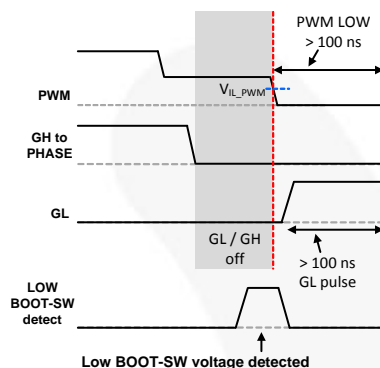 PWM LOW
> 100 ns
VIL_PWM
PWM
GH to
PHASE
GL
GL / GH
off
> 100 ns
GL pulse
LOW
BOOT-SW
detect
Low BOOT-SW voltage detected